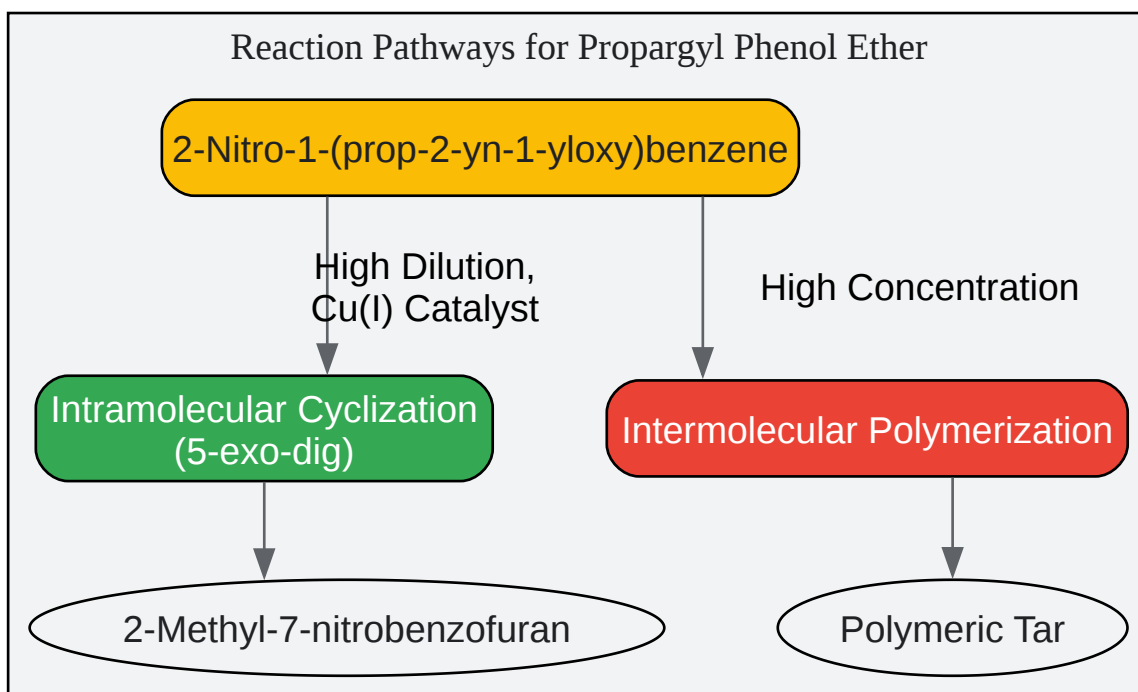 Reaction Pathways for Propargyl Phenol Ether
2-Nitro-1-(prop-2-yn-1-yloxy)benzene
High Dilution,
Cu(I) Catalyst
High Concentration
Intramolecular Cyclization
(5-exo-dig)
Intermolecular Polymerization
2-Methyl-7-nitrobenzofuran
Polymeric Tar